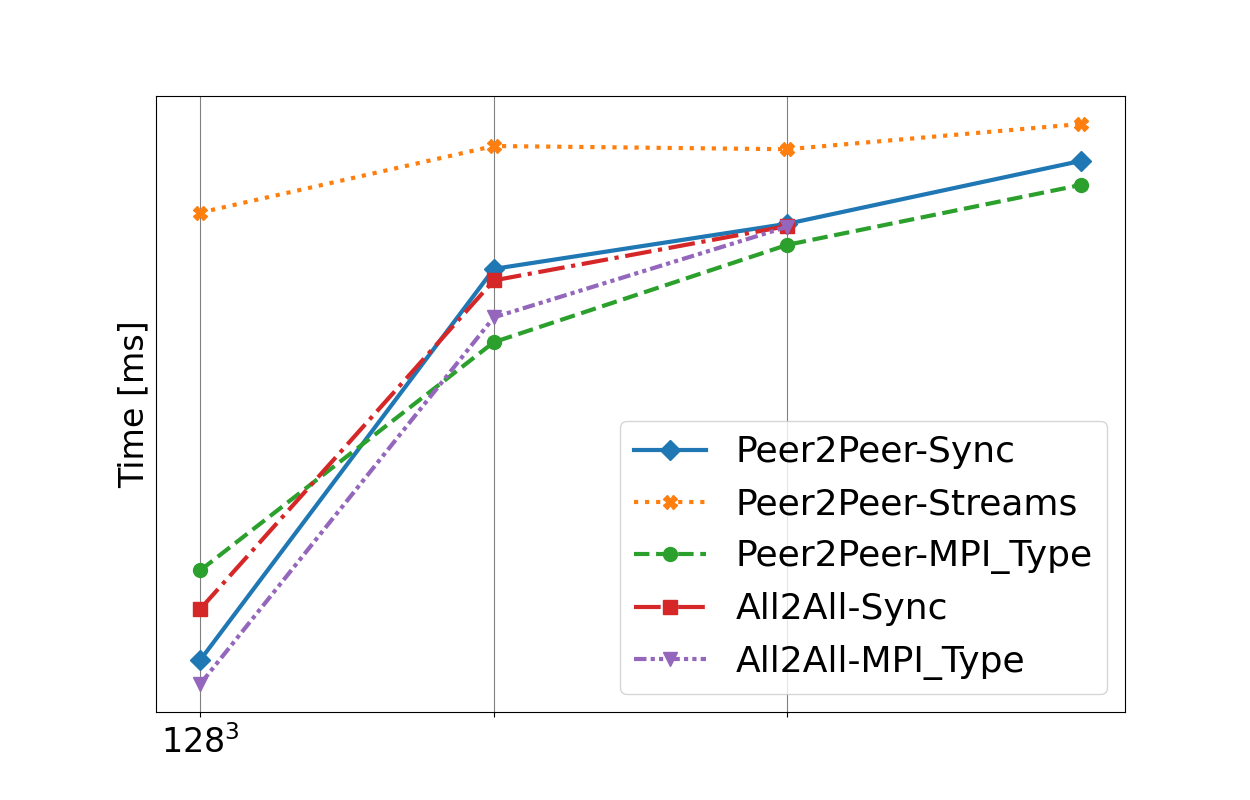 Time [ms]
Peer2Peer-Sync
Peer2Peer-Streams
Peer2Peer-MPI_Type
All2All-Sync
All2All-MPI_Type
128³